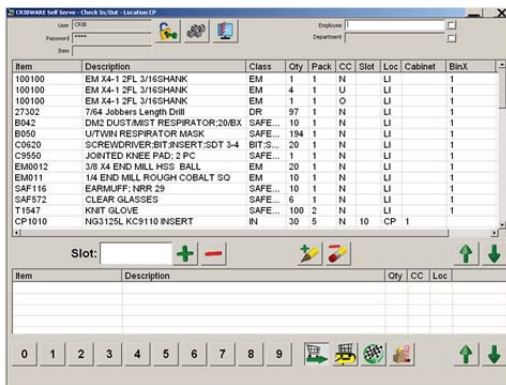 CRIBWARE Self Serve - Check In/Out - Location CP
User CRIB Employee
Password **** Department
Item
Item Description Class Qty Pack CC Slot Loc Cabinet BinX
100100 EM X4-1 2FL 3/16SHANK EM 1 1 N LI 1
100100 EM X4-1 2FL 3/16SHANK EM 4 1 U LI 1
100100 EM X4-1 2FL 3/16SHANK EM 1 1 O LI 1
27302 7/64 Jobbers Length Drill DR 97 1 N LI 1
B042 DM2 DUST/MIST RESPIRATOR;20/BX SAFE... 10 1 N LI 1
B050 U/TWIN RESPIRATOR MASK SAFE... 194 1 N LI 1
C0620 SCREWDRIVER;BIT;INSERT;SDT 3-4 BIT;S... 20 1 N LI 1
C9550 JOINTED KNEE PAD; 2 PC SAFE... 1 1 N LI 1
EM0012 3/8 X4 END MILL HSS BALL EM 20 1 N LI 1
EM011 1/4 END MILL ROUGH COBALT SQ EM 10 1 N LI 1
SAF116 EARMUFF; NRR 29 SAFE... 10 1 N LI 1
SAF572 CLEAR GLASSES SAFE... 6 1 N LI 1
T1547 KNIT GLOVE SAFE... 100 2 N LI 1
CP1010 NG3125L KC9110 INSERT IN 30 5 N 10 CP 1
Slot:
Item Description Qty CC Loc
0 1 2 3 4 5 6 7 8 9